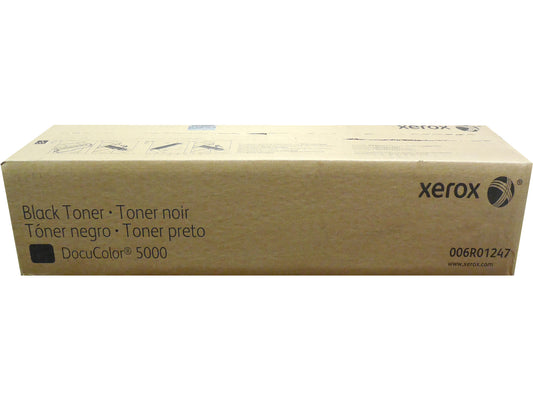 xerox
xerox
Black Toner • Toner noir
Tóner negro • Toner preto
DocuColor® 5000
006R01247
www.xerox.com